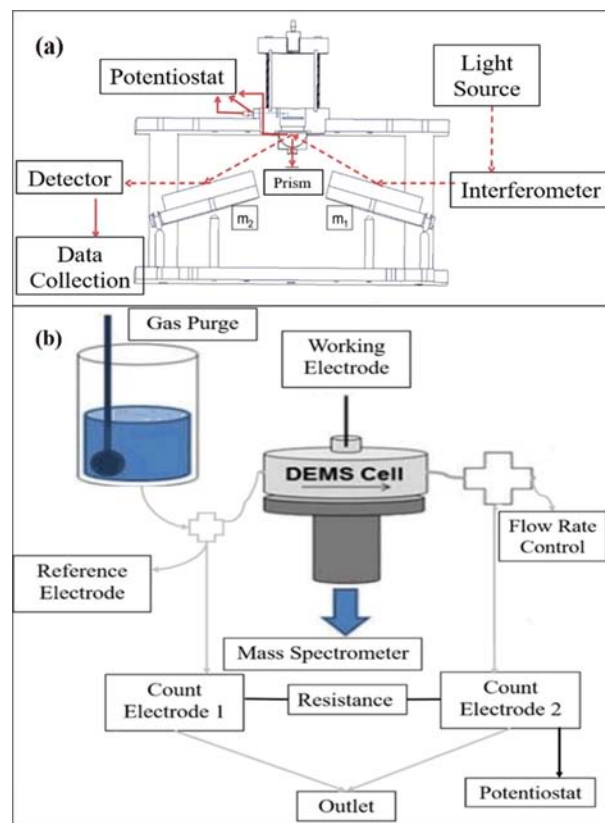 (a)
Potentiostat
Light
Source
Detector
Prism
Interferometer
m2
m1
Data
Collection
(b)
Gas Purge
Working
Electrode
DEMS Cell
Flow Rate
Control
Reference
Electrode
Mass Spectrometer
Count
Electrode 1
Resistance
Count
Electrode 2
Potentiostat
Outlet